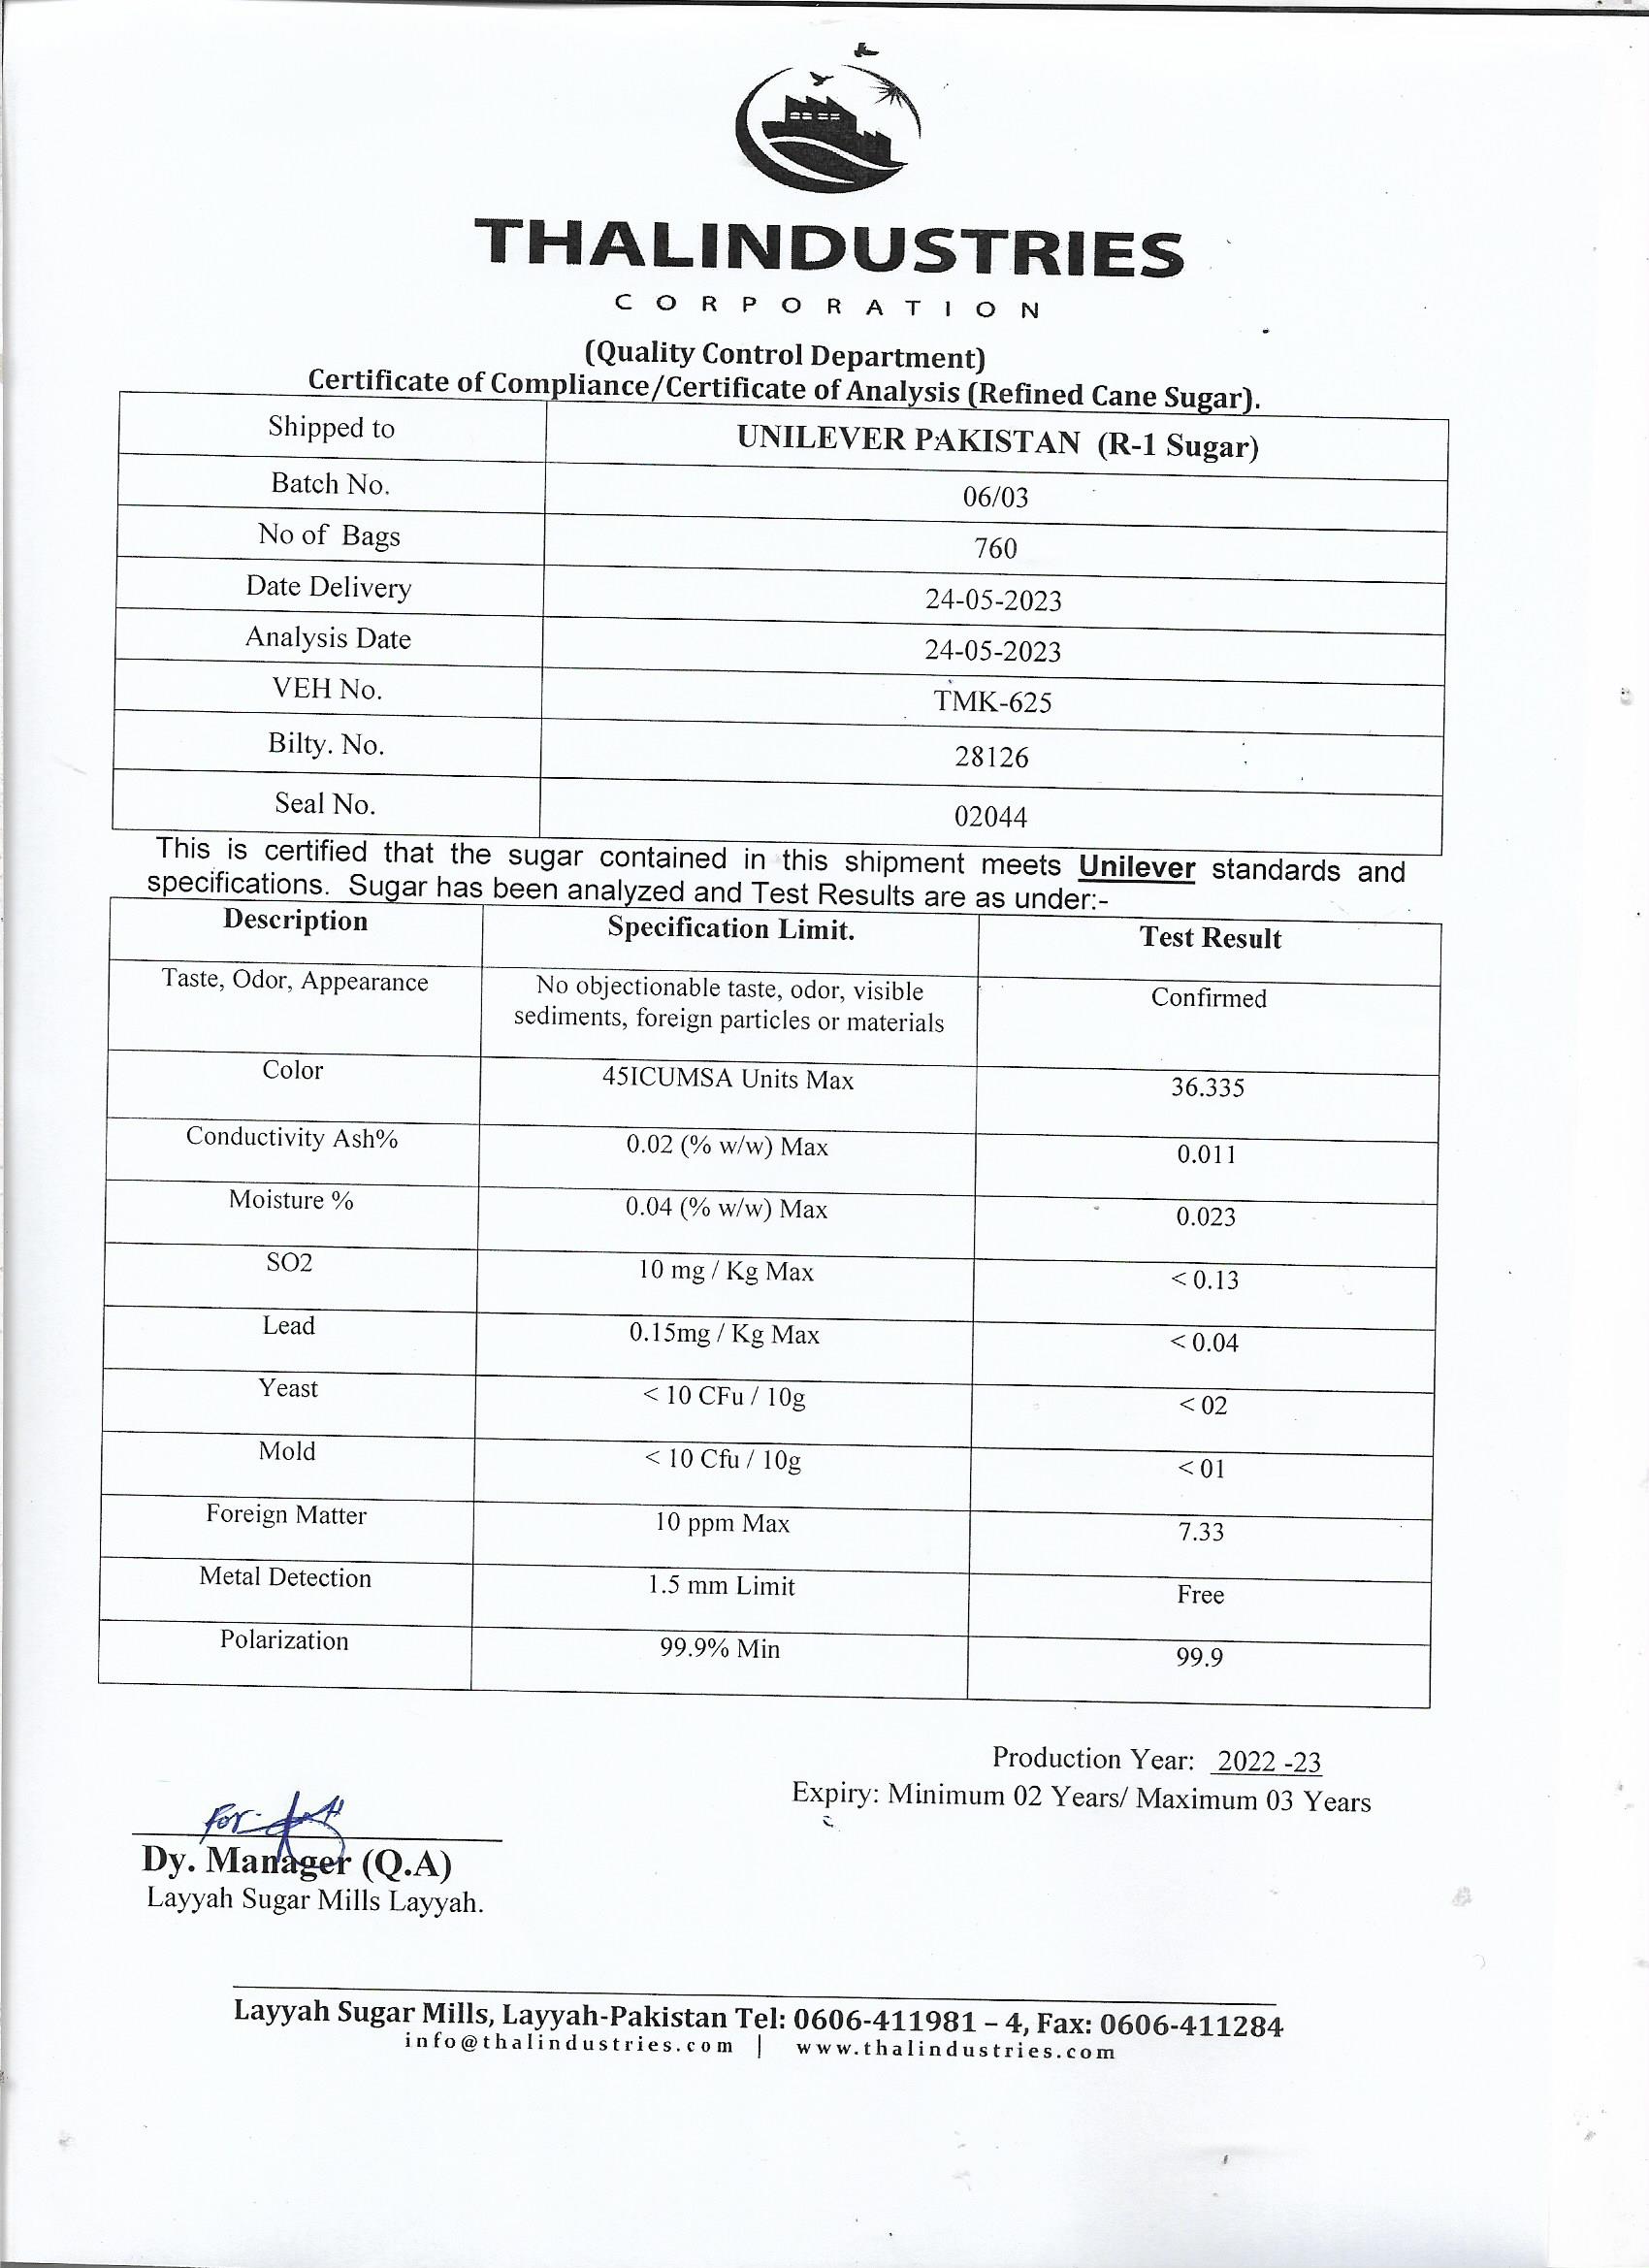 THALINDUSTRIES
CORPORATION
(Quality Control Department)
Certificate of Compliance/Certificate of Analysis (Refined Cane Sugar).
Shipped to UNILEVER PAKISTAN (R-1 Sugar)
Batch No. 06/03
No of Bags 760
Date Delivery 24-05-2023
Analysis Date 24-05-2023
VEH No. TMK-625
Bilty. No. 28126
Seal No. 02044
This is certified that the sugar contained in this shipment meets Unilever standards and
specifications. Sugar has been analyzed and Test Results are as under:-
Description Specification Limit. Test Result
Taste, Odor, Appearance No objectionable taste, odor, visible Confirmed
sediments, foreign particles or materials
Color 45ICUMSA Units Max 36.335
Conductivity Ash% 0.02 (% w/w) Max 0.011
Moisture % 0.04 (% w/w) Max 0.023
SO2 10 mg / Kg Max < 0.13
Lead 0.15mg / Kg Max < 0.04
Yeast < 10 CFu / 10g < 02
Mold < 10 Cfu / 10g < 01
Foreign Matter 10 ppm Max 7.33
Metal Detection 1.5 mm Limit Free
Polarization 99.9% Min 99.9
Production Year: 2022 -23
Expiry: Minimum 02 Years/ Maximum 03 Years
For.
Dy. Manager (Q.A)
Layyah Sugar Mills Layyah.
Layyah Sugar Mills, Layyah-Pakistan Tel: 0606-411981 – 4, Fax: 0606-411284
info@thalindustries.com | www.thalindustries.com